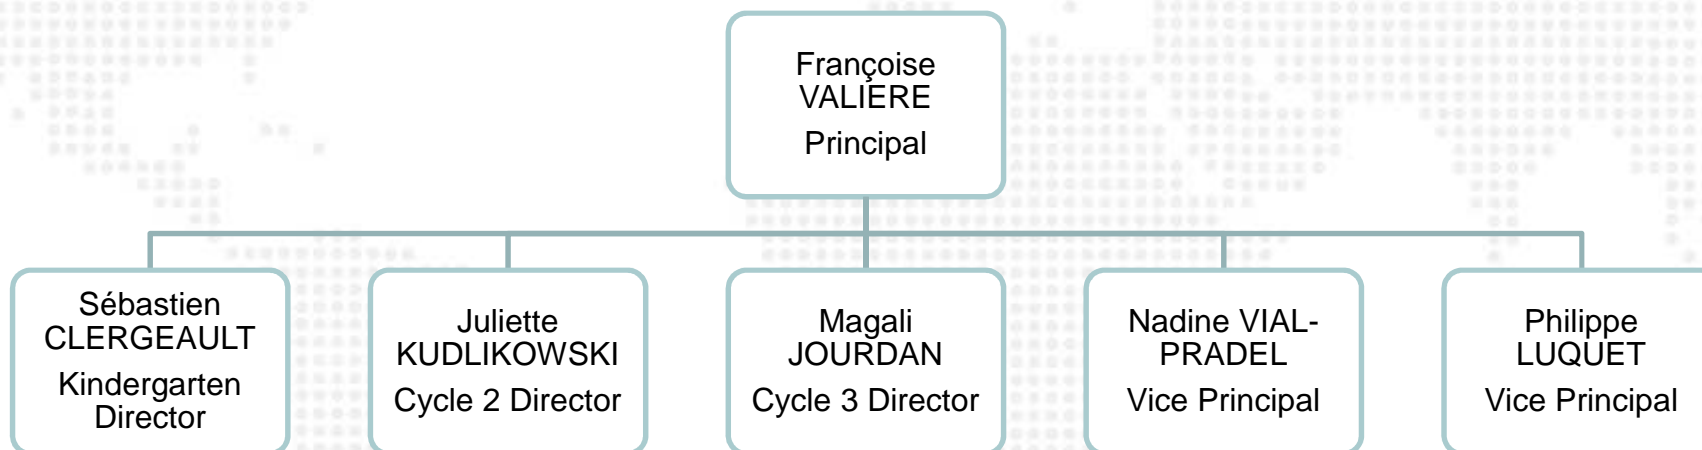 Françoise
VALIERE
Principal
Sébastien
CLERGEAULT
Kindergarten
Director
Juliette
KUDLIKOWSKI
Cycle 2 Director
Magali
JOURDAN
Cycle 3 Director
Nadine VIAL-
PRADEL
Vice Principal
Philippe
LUQUET
Vice Principal